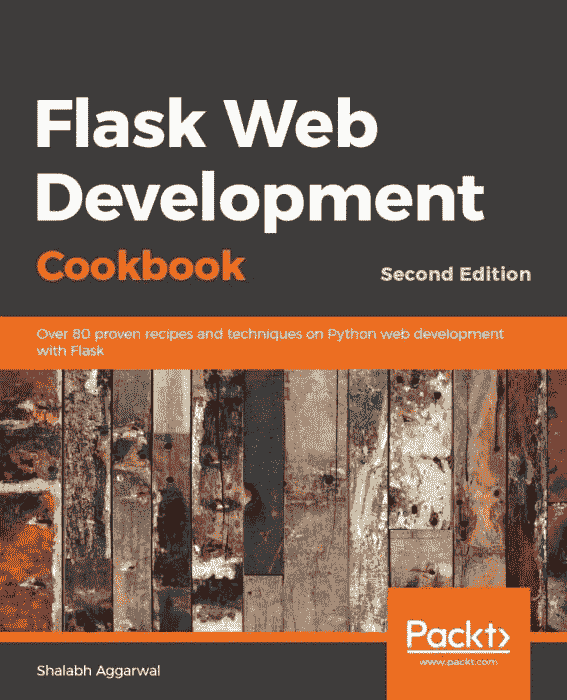 Flask Web
Development
Cookbook
Second Edition
Over 80 proven recipes and techniques on Python web development
with Flask
Packt>
www.packt.com
Shalabh Aggarwal